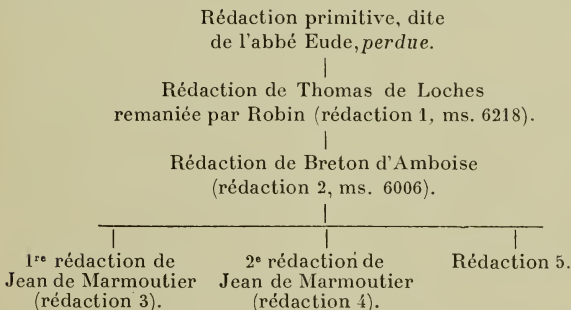 Rédaction primitive, dite
de l'abbé Eude, perdue.
Rédaction de Thomas de Loches
remaniée par Robin (rédaction 1, ms. 6218).
Rédaction de Breton d'Amboise
(rédaction 2, ms. 6006).
1re rédaction de 2e rédaction de Rédaction 5.
Jean de Marmoutier Jean de Marmoutier
(rédaction 3). (rédaction 4).